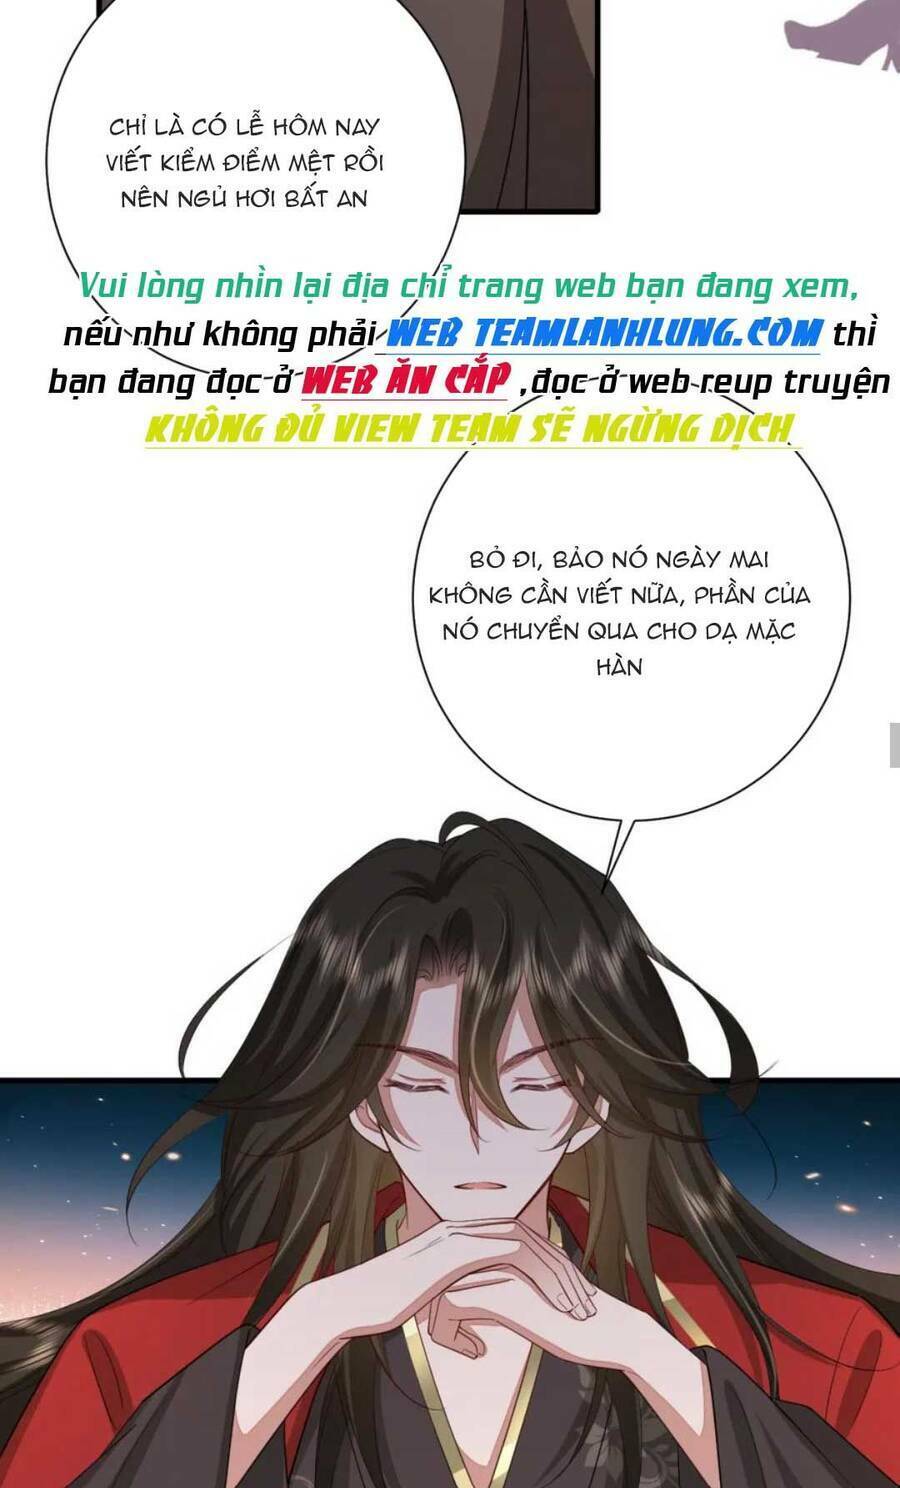 CHỈ LÀ CÓ LẼ HÔM NAY
VIẾT KIỂM ĐIỂM MỆT RỒI
NÊN NGỦ HƠI BẤT AN
Vui lòng nhìn lại địa chỉ trang web bạn đang xem,
nếu như không phải WEB TEAMLANHLUNG.COM thì
bạn đang đọc ở WEB ĂN CẮP ,đọc ở web reup truyện
KHÔNG ĐỦ VIEW TEAM SẼ NGỪNG DỊCH
BỎ ĐI, BẢO NÓ NGÀY MAI
KHÔNG CẦN VIẾT NỮA, PHẦN CỦA
NÓ CHUYỂN QUA CHO DẠ MẶC
HÀN